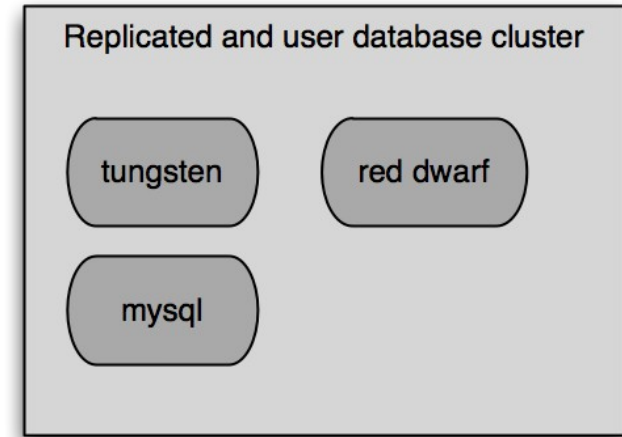 Replicated and user database cluster
tungsten
red dwarf
mysql